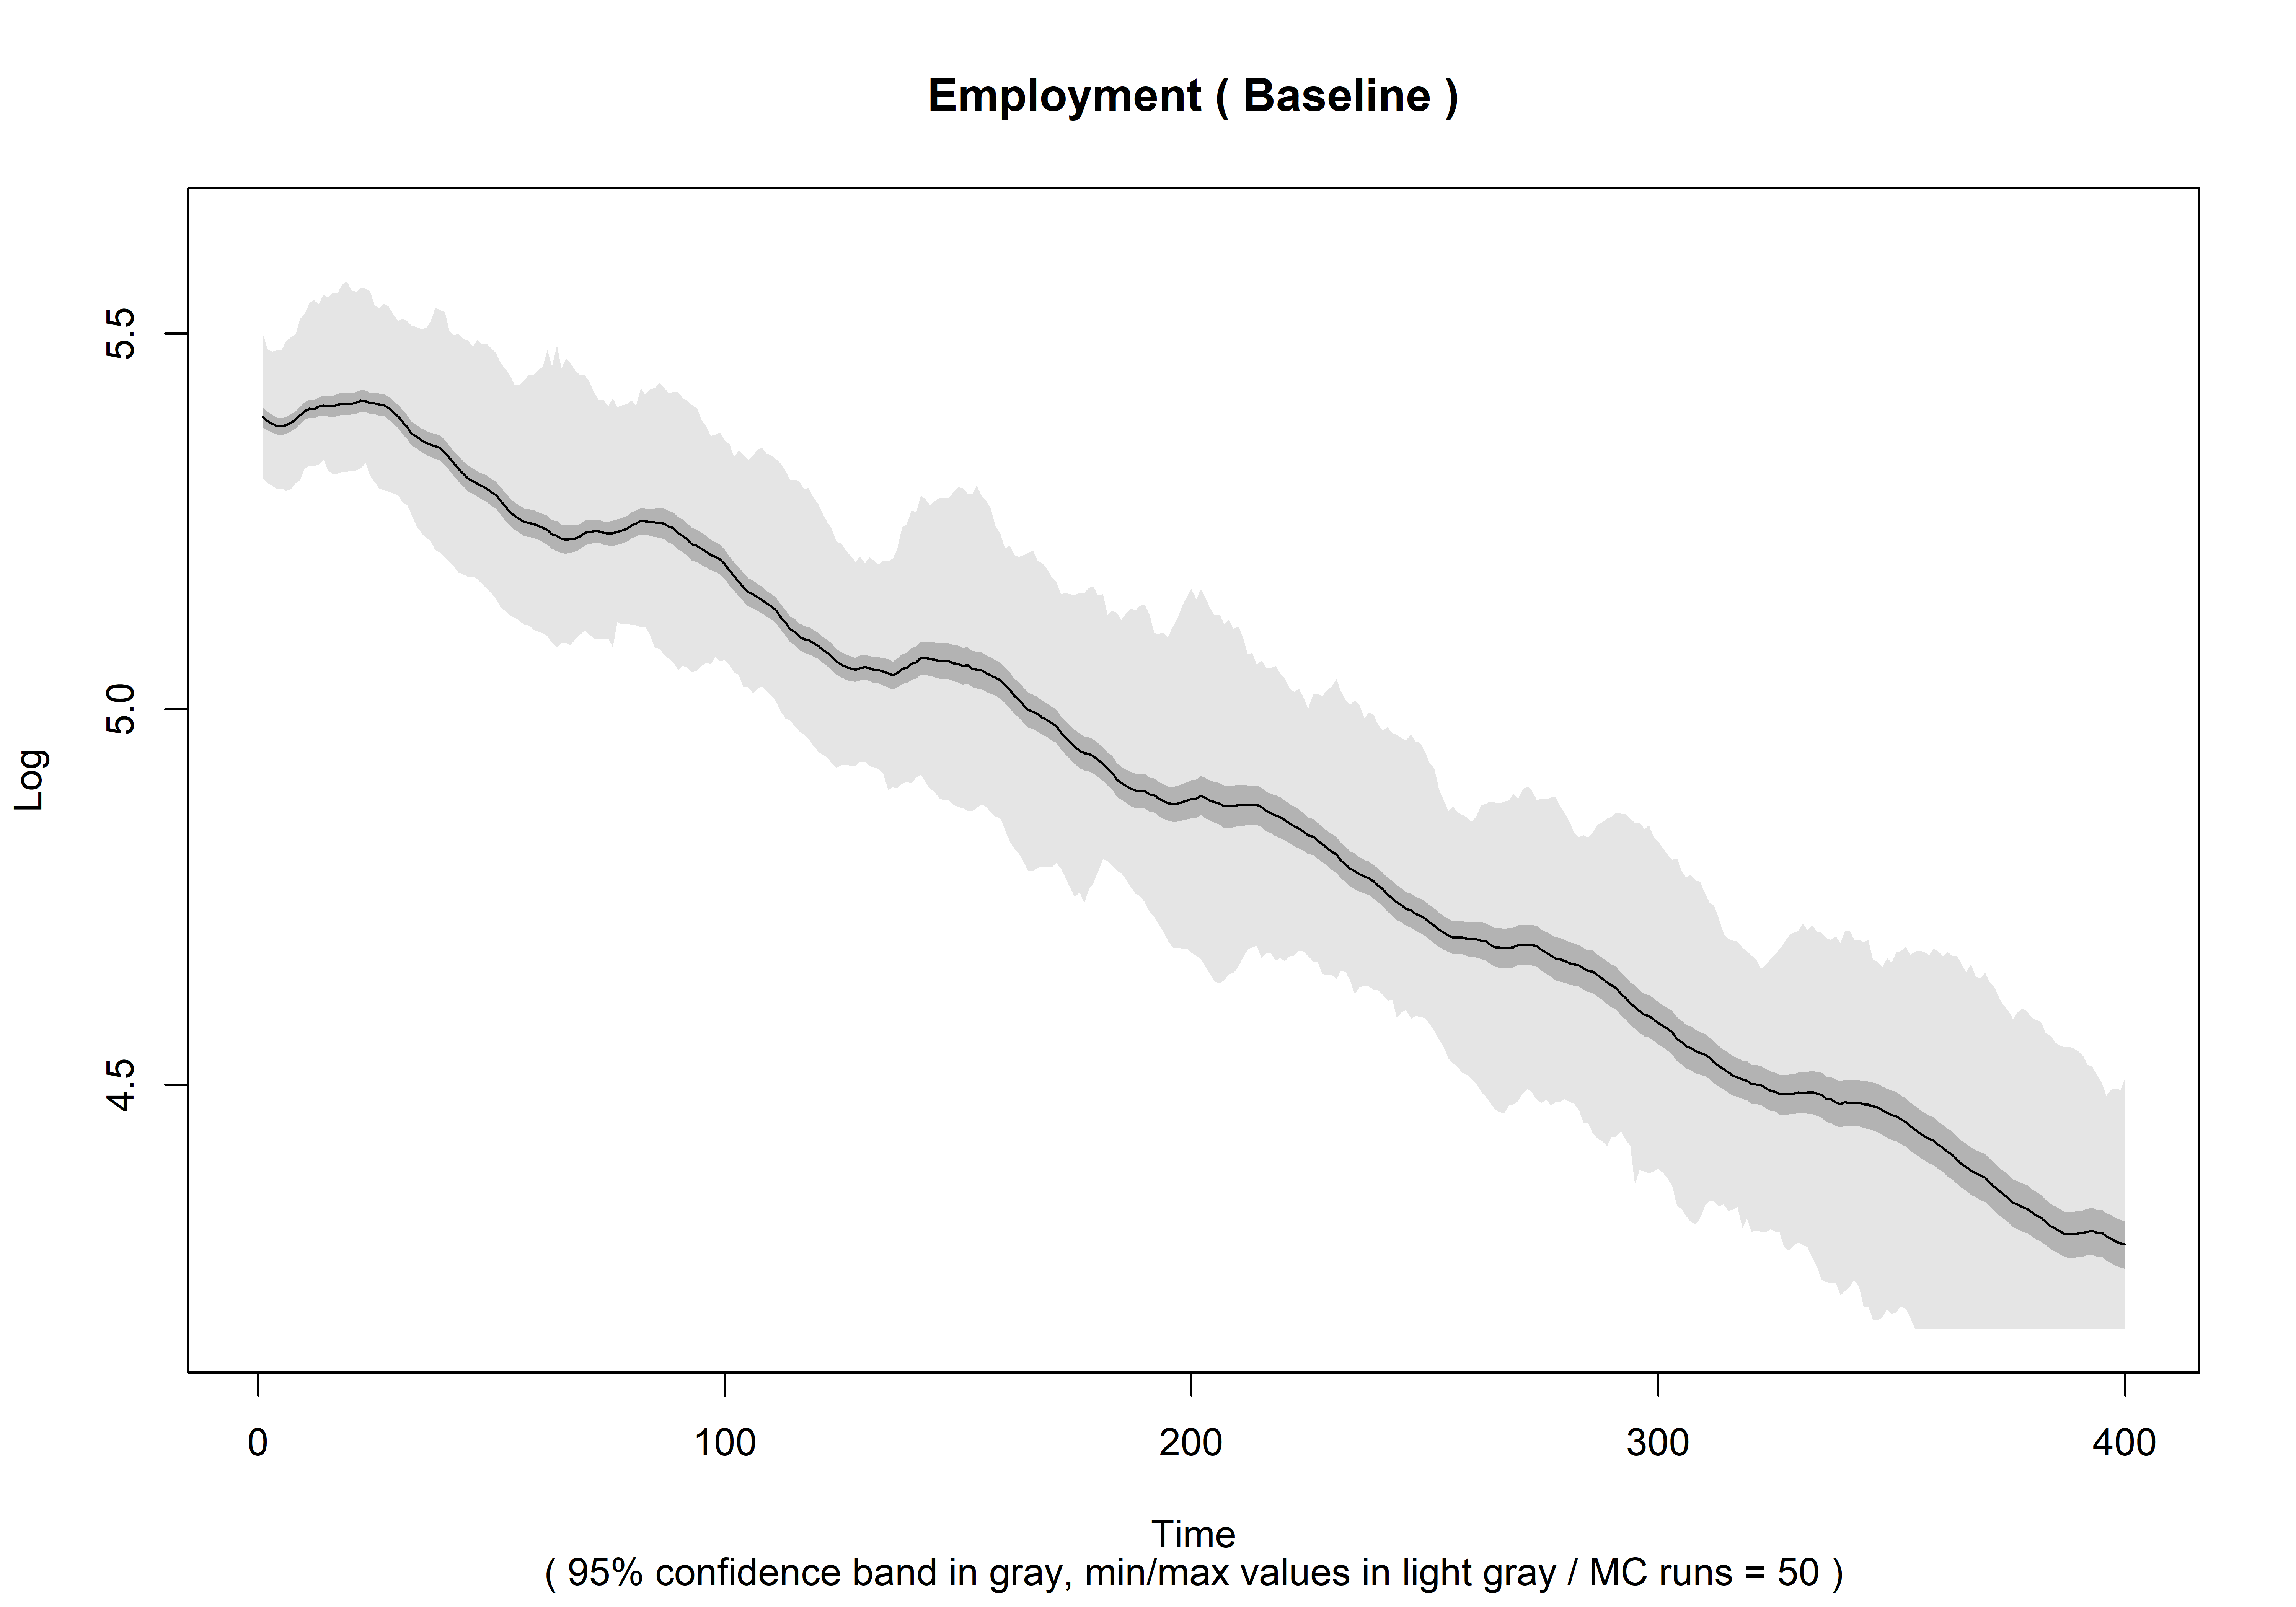 Employment ( Baseline )
Log
5.5
5.0
4.5
0 100 200 300 400
Time
( 95% confidence band in gray, min/max values in light gray / MC runs = 50 )